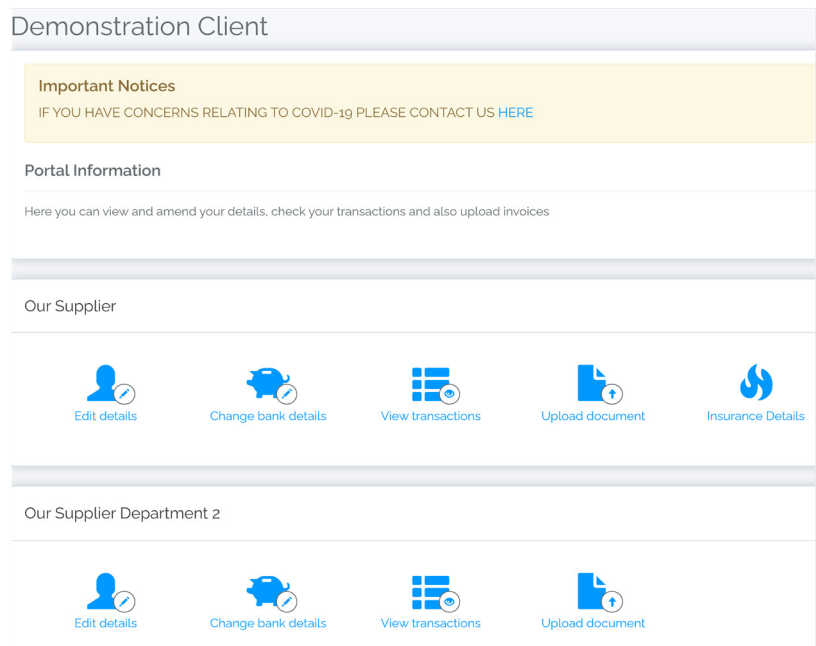 Demonstration Client
Important Notices
IF YOU HAVE CONCERNS RELATING TO COVID-19 PLEASE CONTACT US HERE
Portal Information
Here you can view and amend your details, check your transactions and also upload invoices
Our Supplier
Edit details Change bank details View transactions Upload document Insurance Details
Our Supplier Department 2
Edit details Change bank details View transactions Upload document